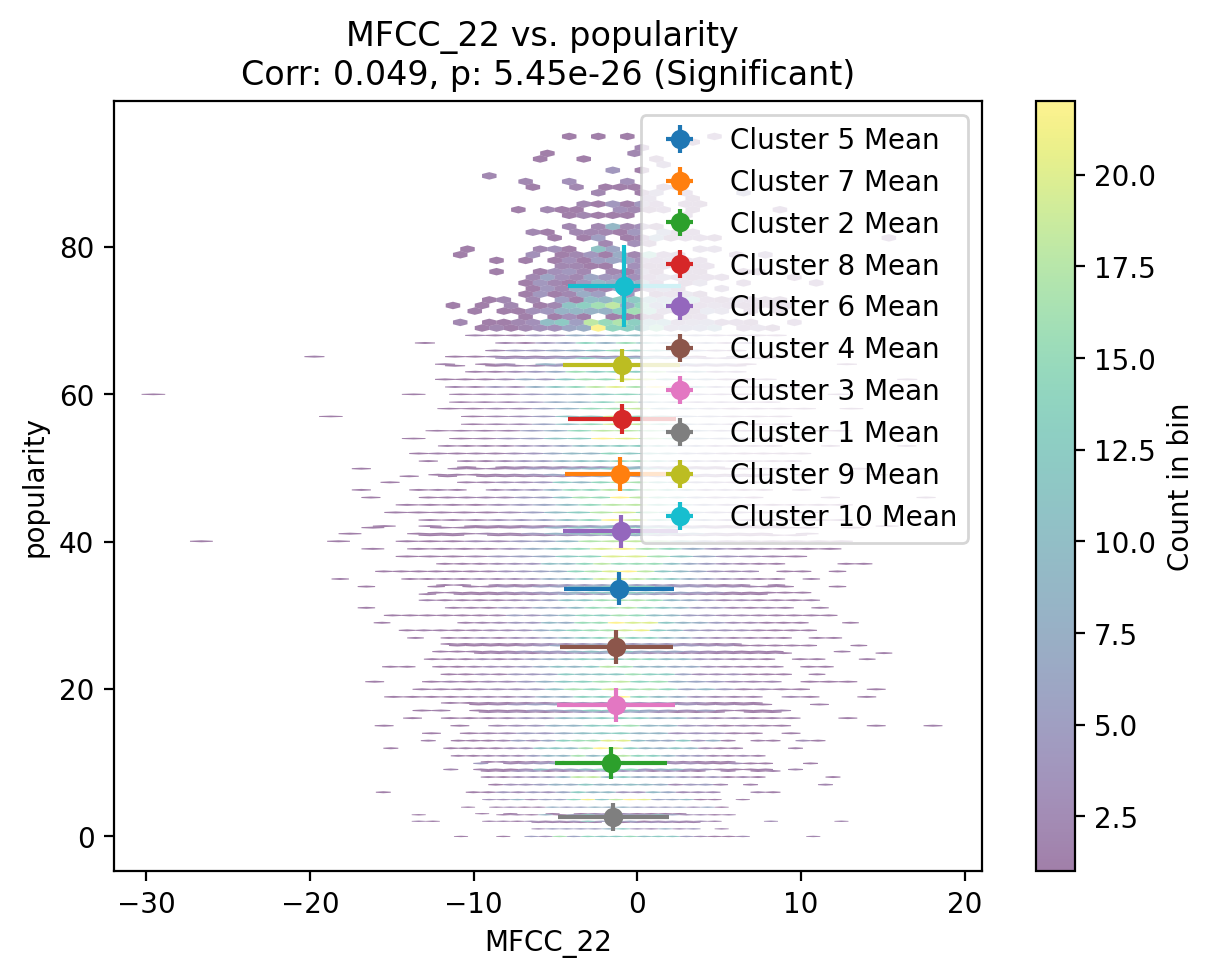 MFCC_22 vs. popularity
Corr: 0.049, p: 5.45e-26 (Significant)
Cluster 5 Mean
Cluster 7 Mean
Cluster 2 Mean
Cluster 8 Mean
Cluster 6 Mean
Cluster 4 Mean
Cluster 3 Mean
Cluster 1 Mean
Cluster 9 Mean
Cluster 10 Mean
popularity
80
60
40
20
0
−30
−20
−10
0
10
20
MFCC_22
20.0
17.5
15.0
12.5
10.0
7.5
5.0
2.5
Count in bin